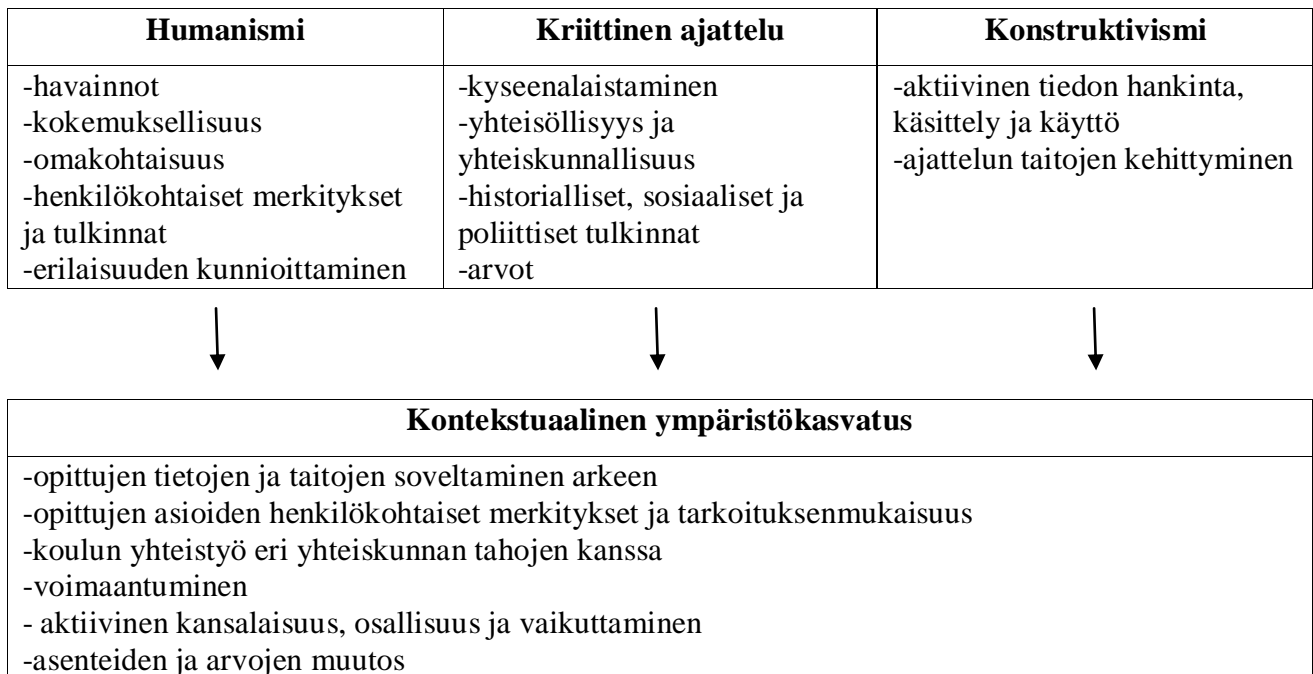 Humanismi
-havainnot
-kokemuksellisuus
-omakohtaisuus
-henkilökohtaiset merkitykset
ja tulkinnat
-erilaisuuden kunnioittaminen
Kriittinen ajattelu
-kyseenalaistaminen
-yhteisöllisyys ja
yhteiskunnallisuus
-historialliset, sosiaaliset ja
poliittiset tulkinnat
-arvot
Konstruktivismi
-aktiivinen tiedon hankinta,
käsittely ja käyttö
-ajattelun taitojen kehittyminen
Kontekstuaalinen ympäristökasvatus
-opittujen tietojen ja taitojen soveltaminen arkeen
-opittujen asioiden henkilökohtaiset merkitykset ja tarkoituksenmukaisuus
-koulun yhteistyö eri yhteiskunnan tahojen kanssa
-voimaantuminen
- aktiivinen kansalaisuus, osallisuus ja vaikuttaminen
-asenteiden ja arvojen muutos